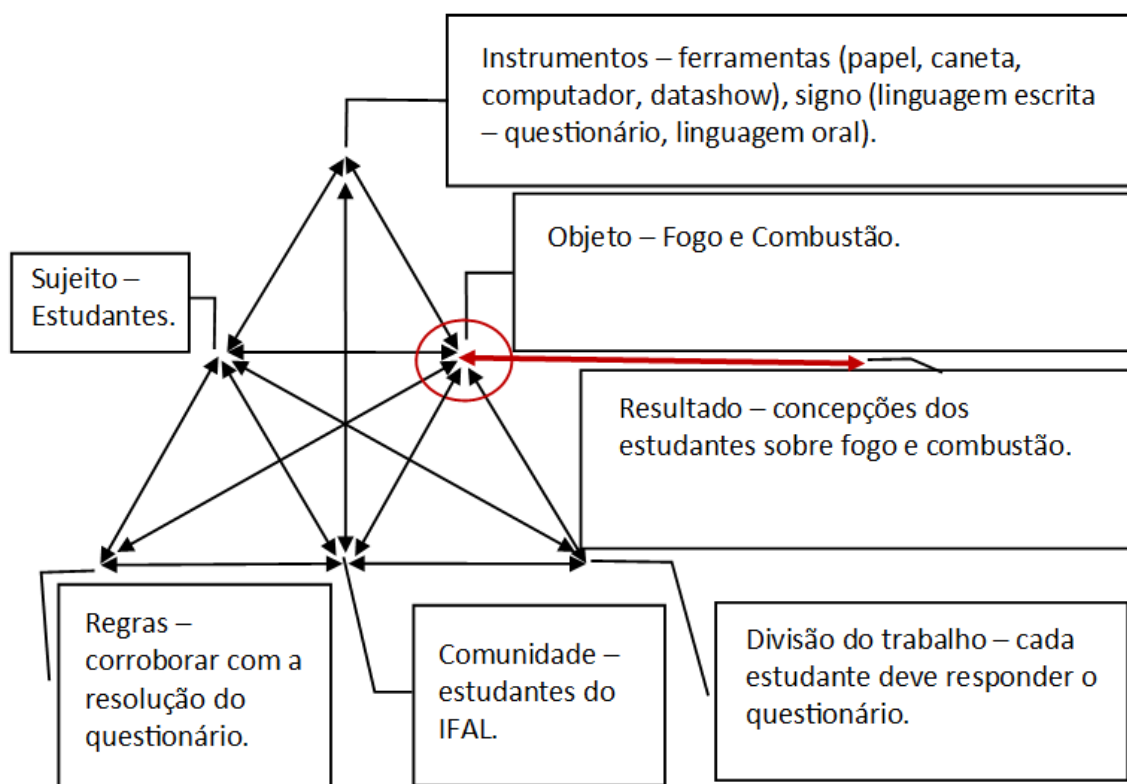 Instrumentos – ferramentas (papel, caneta,
computador, datashow), signo (linguagem escrita
– questionário, linguagem oral).
Objeto – Fogo e Combustão.
Sujeito –
Estudantes.
Resultado – concepções dos
estudantes sobre fogo e combustão.
Regras –
corroborar com a
resolução do
questionário.
Comunidade –
estudantes do
IFAL.
Divisão do trabalho – cada
estudante deve responder o
questionário.